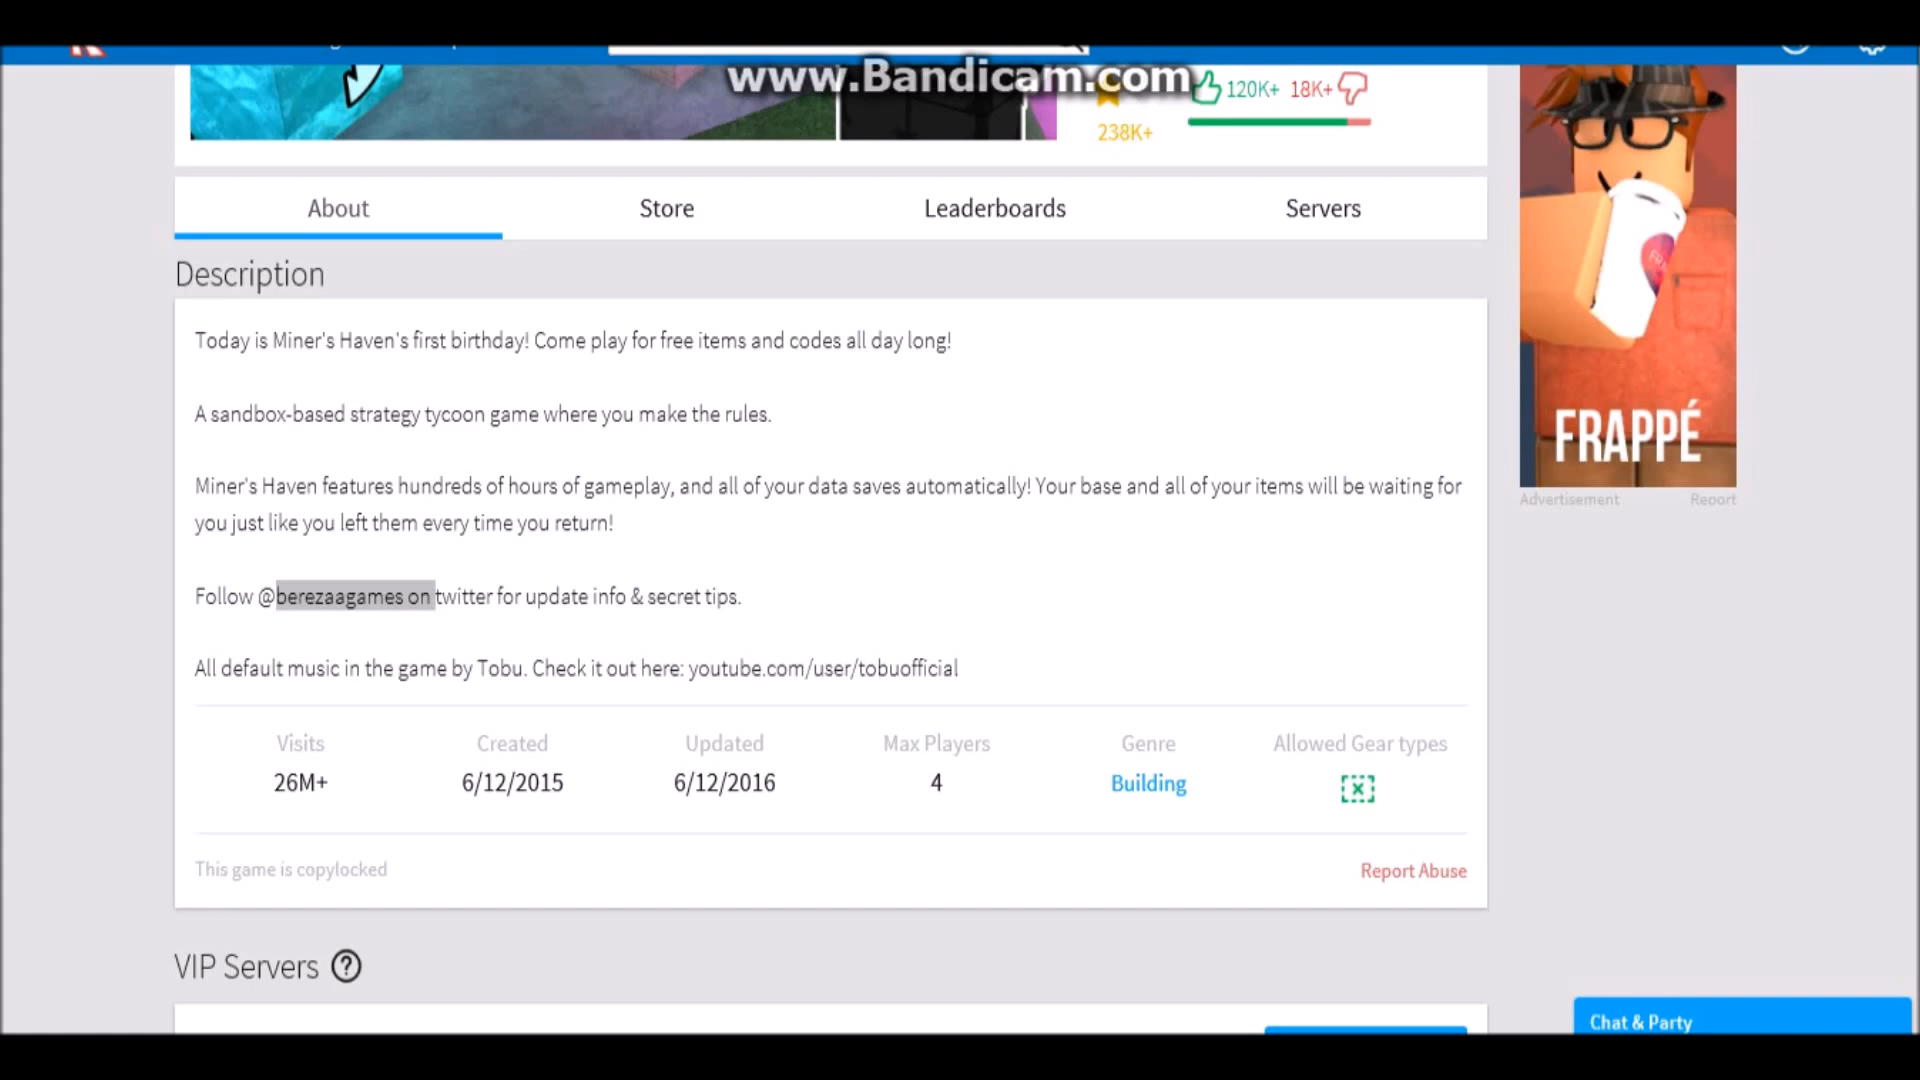 www.Bandicam.com
120K+ 18K+
238K+
About Store Leaderboards Servers
Description
Today is Miner's Haven's first birthday! Come play for free items and codes all day long!
A sandbox-based strategy tycoon game where you make the rules.
Miner's Haven features hundreds of hours of gameplay, and all of your data saves automatically! Your base and all of your items will be waiting for
you just like you left them every time you return!
Follow @berezaagames on twitter for update info & secret tips.
All default music in the game by Tobu. Check it out here: youtube.com/user/tobuofficial
Visits Created Updated Max Players Genre Allowed Gear types
26M+ 6/12/2015 6/12/2016 4 Building
This game is copylocked Report Abuse
VIP Servers ?
FRAPPÉ
Advertisement Report
Chat & Party